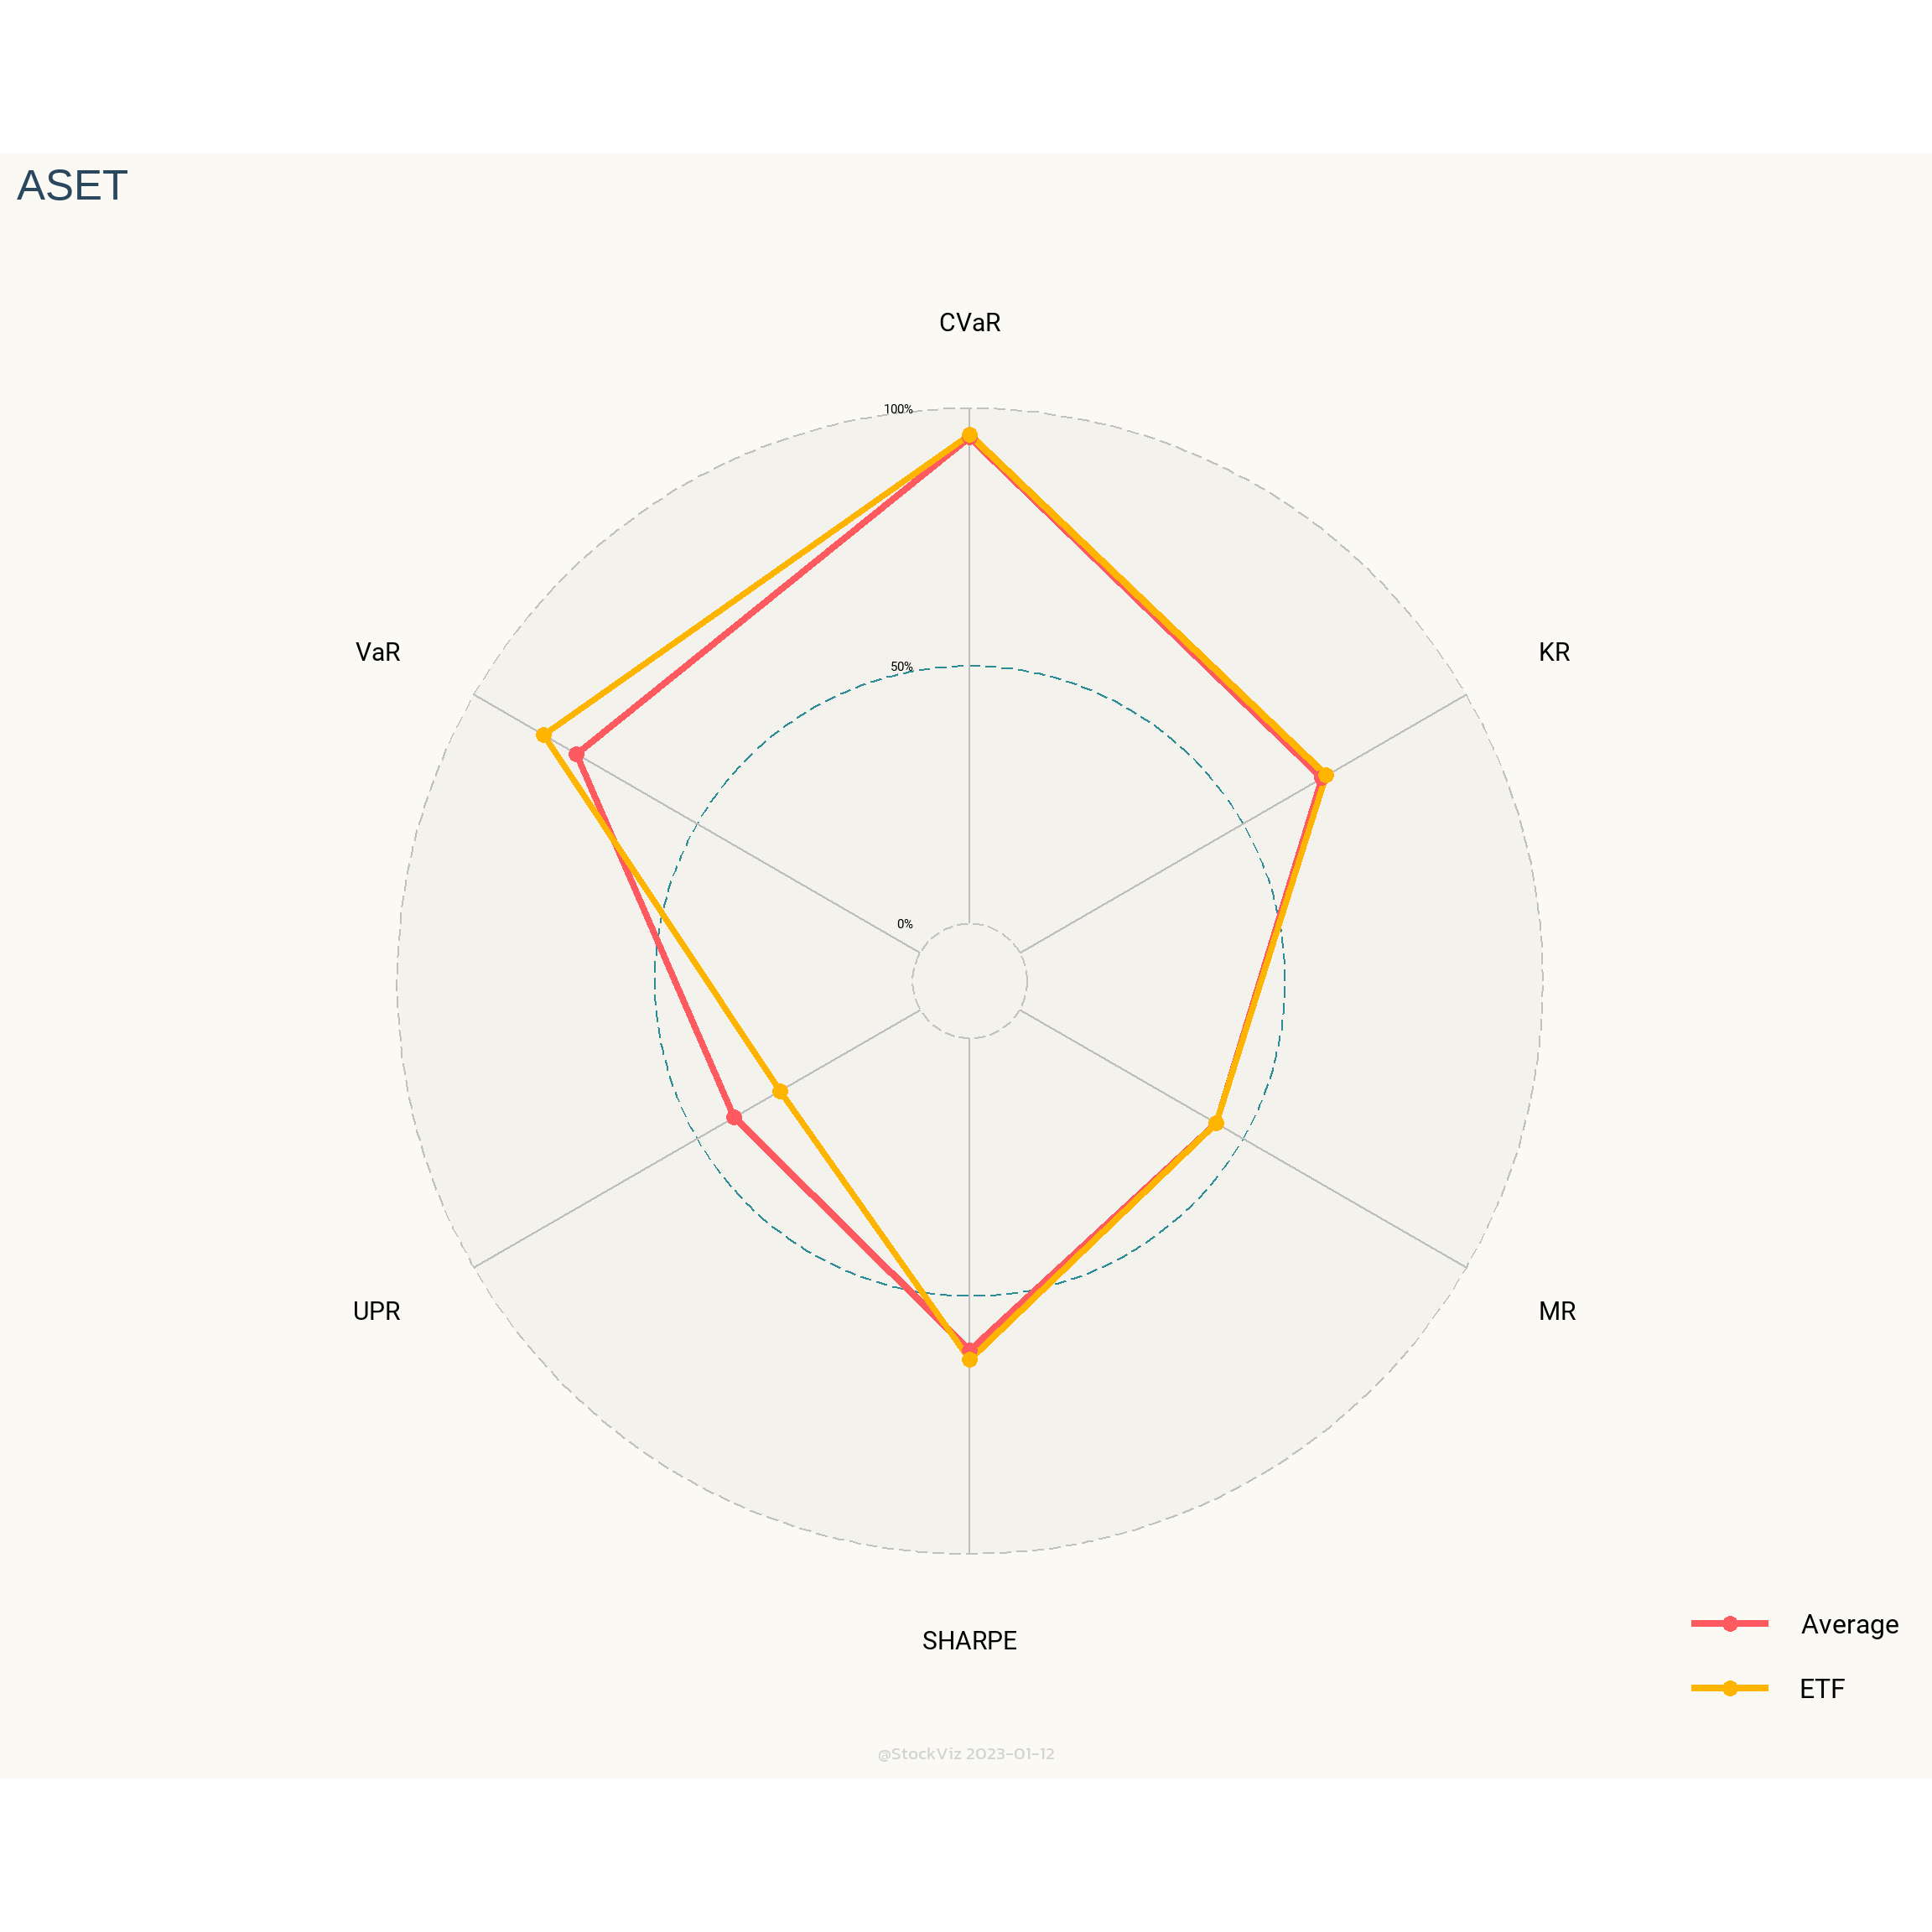 ASET
CVaR
100%
VaR
KR
50%
0%
UPR
MR
SHARPE
Average
ETF
@StockViz 2023-01-12